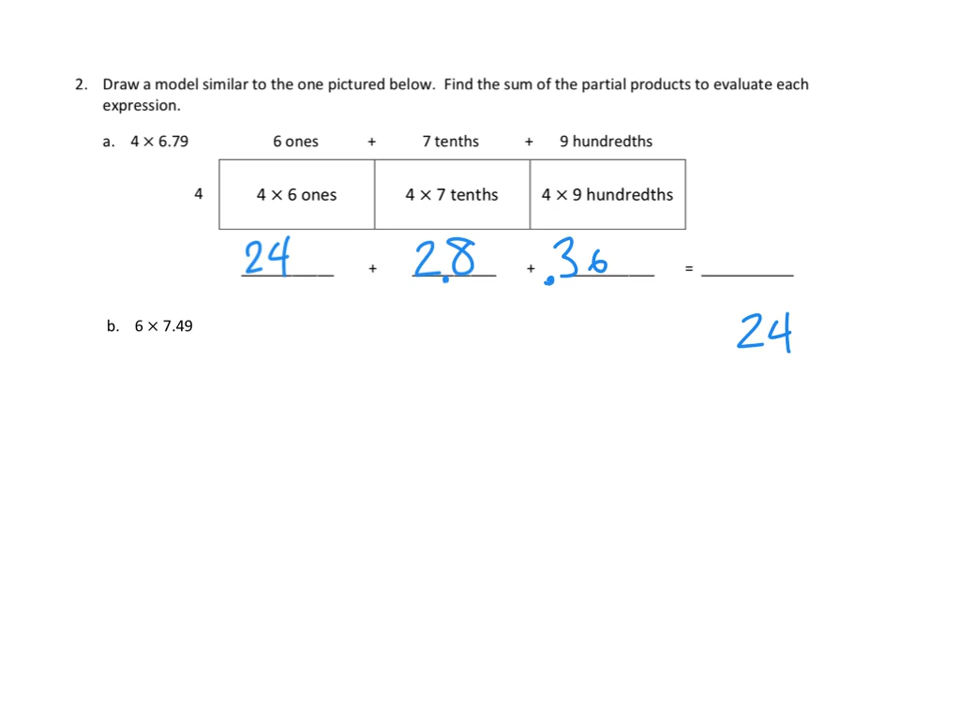 2. Draw a model similar to the one pictured below. Find the sum of the partial products to evaluate each
expression.
a. 4 × 6.79 6 ones + 7 tenths + 9 hundredths
4 4 × 6 ones 4 × 7 tenths 4 × 9 hundredths
24 + 2.8 + .36 = ________
b. 6 × 7.49 24